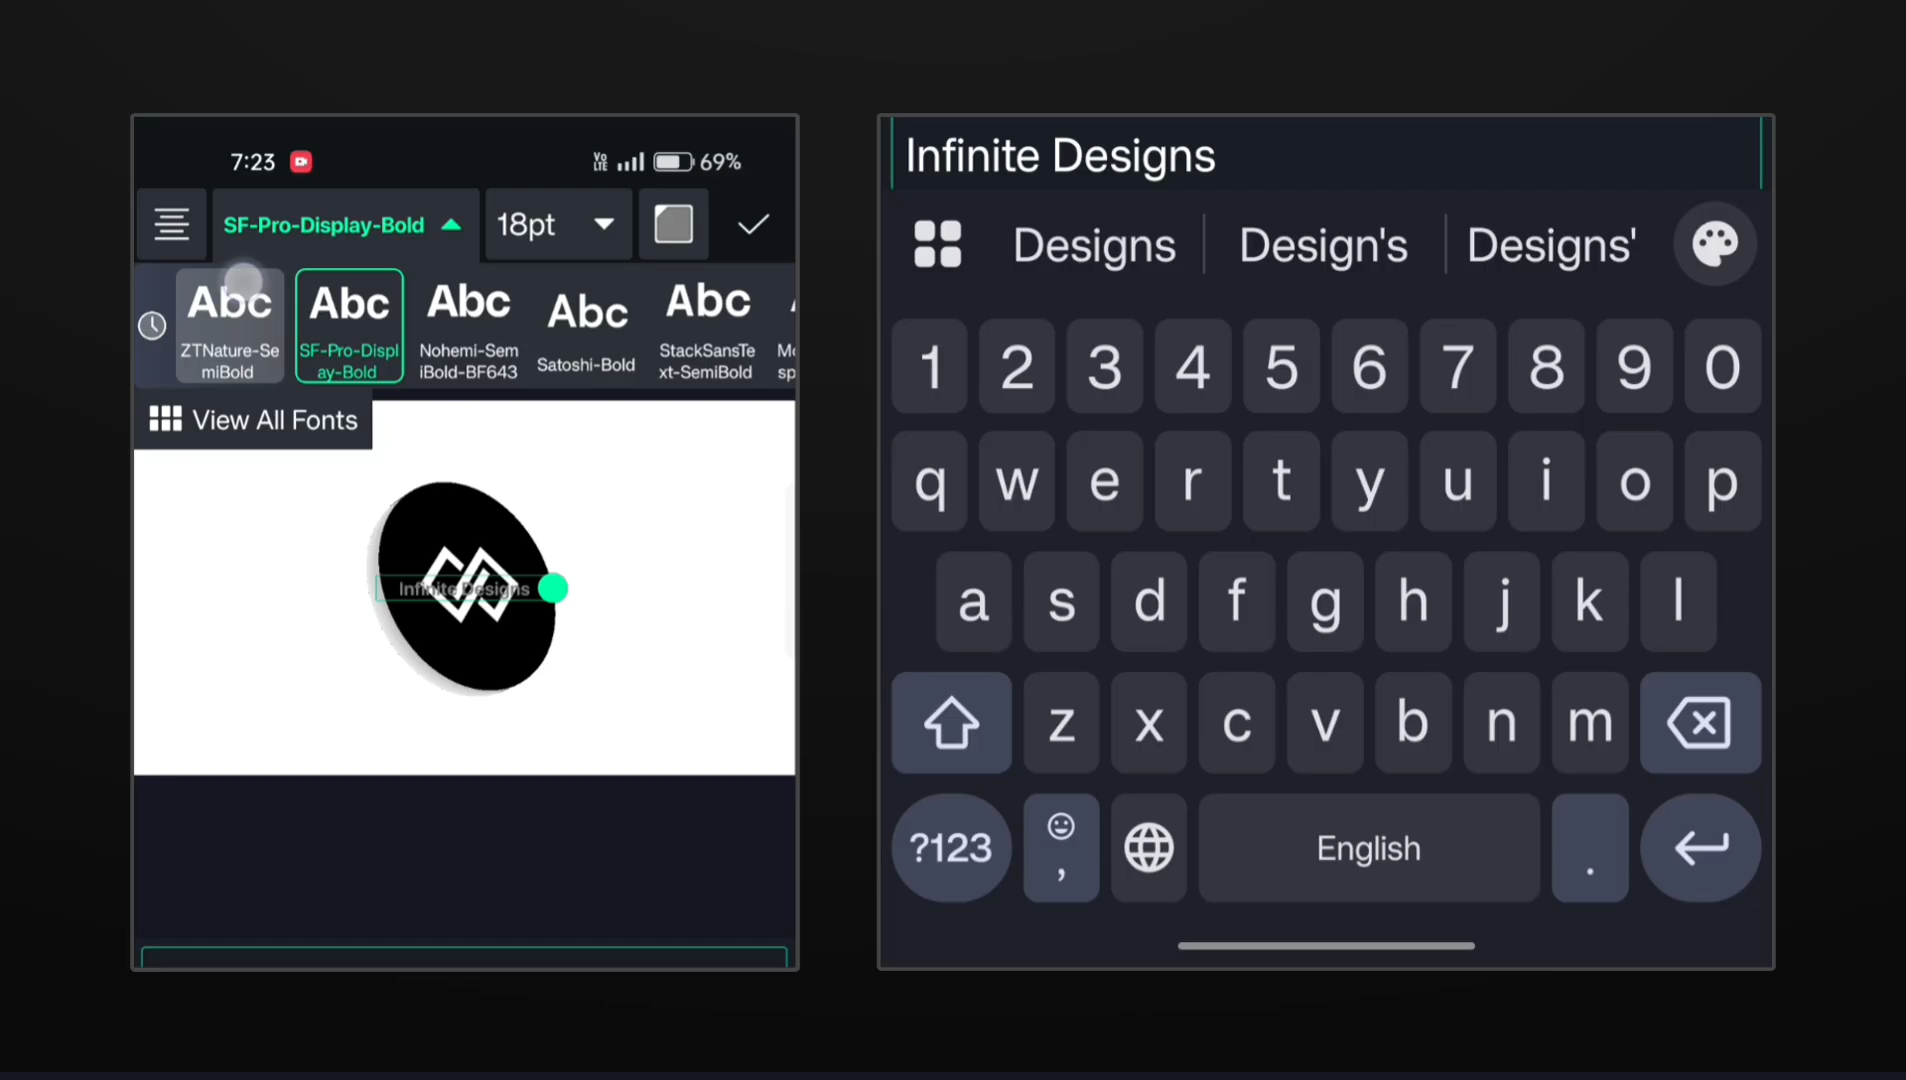 7:23
Vo LTE 69%
SF-Pro-Display-Bold
18pt
Abc
ZTNature-Se
miBold
Abc
SF-Pro-Displ
ay-Bold
Abc
Nohemi-Sem
iBold-BF643
Abc
Satoshi-Bold
Abc
StackSansTe
xt-SemiBold
View All Fonts
Infinite Designs
Infinite Designs
Designs Design's Designs'
1 2 3 4 5 6 7 8 9 0
q w e r t y u i o p
a s d f g h j k l
z x c v b n m
?123 , English .